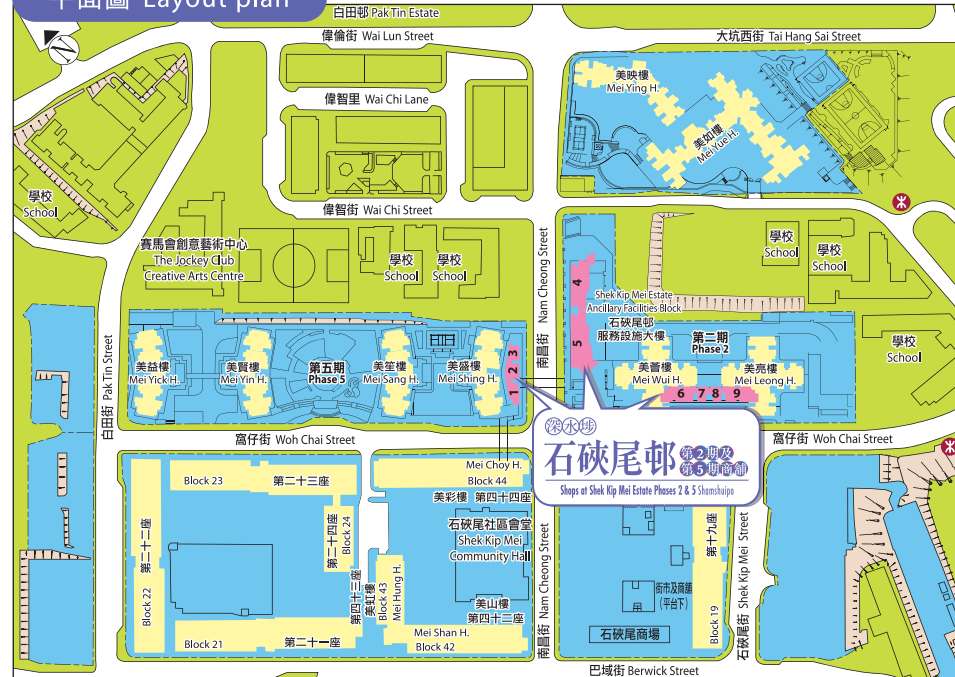 平面圖 Layout plan
白田邨 Pak Tin Estate
偉倫街 Wai Lun Street
大坑西街 Tai Hang Sai Street
N
美映樓
Mei Ying H.
偉智里 Wai Chi Lane
美如樓
Mei Yue H.
學校
School
偉智街 Wai Chi Street
賽馬會創意藝術中心
The Jockey Club
Creative Arts Centre
學校
School
學校
School
南昌街 Nam Cheong Street
學校
School
學校
School
4
Shek Kip Mei Estate
Ancillary Facilities Block
石硤尾邨
服務設施大樓
5
第二期
Phase 2
學校
School
白田街 Pak Tin Street
美益樓
Mei Yick H.
美賢樓
Mei Yin H.
第五期
Phase 5
美笙樓
Mei Sang H.
美盛樓
Mei Shing H.
1 2 3
美薈樓
Mei Wui H.
美亮樓
Mei Leong H.
6 7 8 9
深水埗
石硤尾邨
第2期及
第5期商舖
Shops at Shek Kip Mei Estate Phases 2 & 5 Shamshuipo
窩仔街 Woh Chai Street
窩仔街 Woh Chai Street
Block 23 第二十三座
Mei Choy H.
Block 44
美彩樓 第四十四座
第二十二座
Block 22
第二十四座
Block 24
石硤尾社區會堂
Shek Kip Mei
Community Hall
第四十三座
美虹樓
Block 43
Mei Hung H.
美山樓
第四十二座
Mei Shan H.
Block 42
Block 21 第二十一座
南昌街 Nam Cheong Street
第十九座
Block 19
街市及商舖
(平台下)
石硤尾商場
石硤尾街 Shek Kip Mei Street
巴域街 Berwick Street